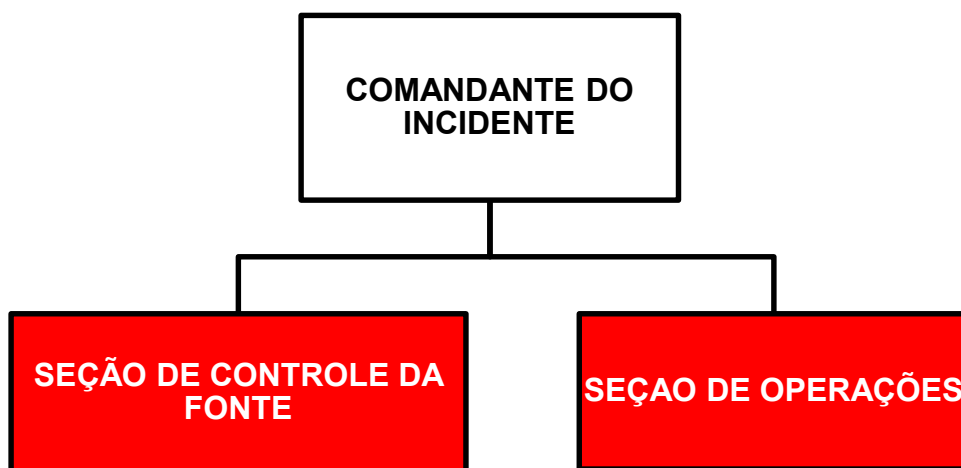 COMANDANTE DO
INCIDENTE
SEÇÃO DE CONTROLE DA
FONTE
SEÇAO DE OPERAÇÕES